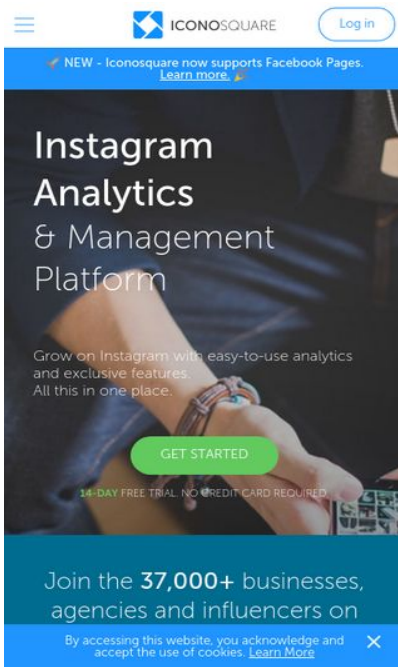 ICONOSQUARE
Log in
NEW - Iconosquare now supports Facebook Pages.
Learn more.
Instagram
Analytics
& Management
Platform
Grow on Instagram with easy-to-use analytics
and exclusive features.
All this in one place.
GET STARTED
14-DAY FREE TRIAL. NO CREDIT CARD REQUIRED
Join the 37,000+ businesses,
agencies and influencers on
By accessing this website, you acknowledge and
accept the use of cookies. Learn More